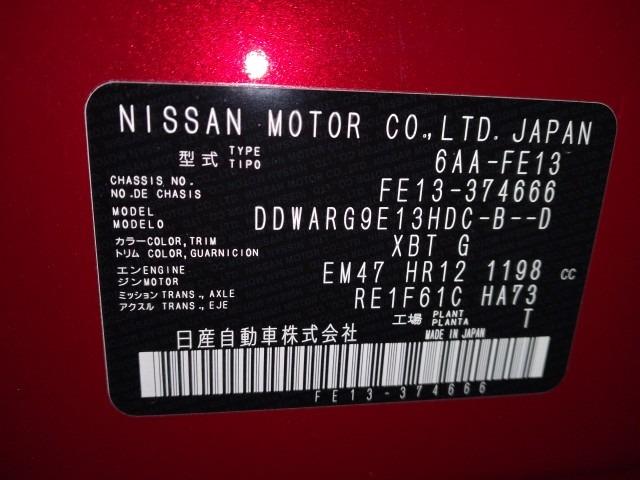 NISSAN MOTOR CO.,LTD. JAPAN
型式 TYPE TIPO 6AA-FE13
CHASSIS NO. NO.DE CHASIS FE13-374666
MODEL MODELO DDWARG9E13HDC-B--D
カラー COLOR,TRIM トリム COLOR,GUARNICION XBT G
エンジン ENGINE MOTOR EM47 HR12 1198 cc
ミッション TRANS.,AXLE アクスル TRANS.,EJE RE1F61C HA73
工場 PLANT PLANTA T
日産自動車株式会社 MADE IN JAPAN
FE13-374666